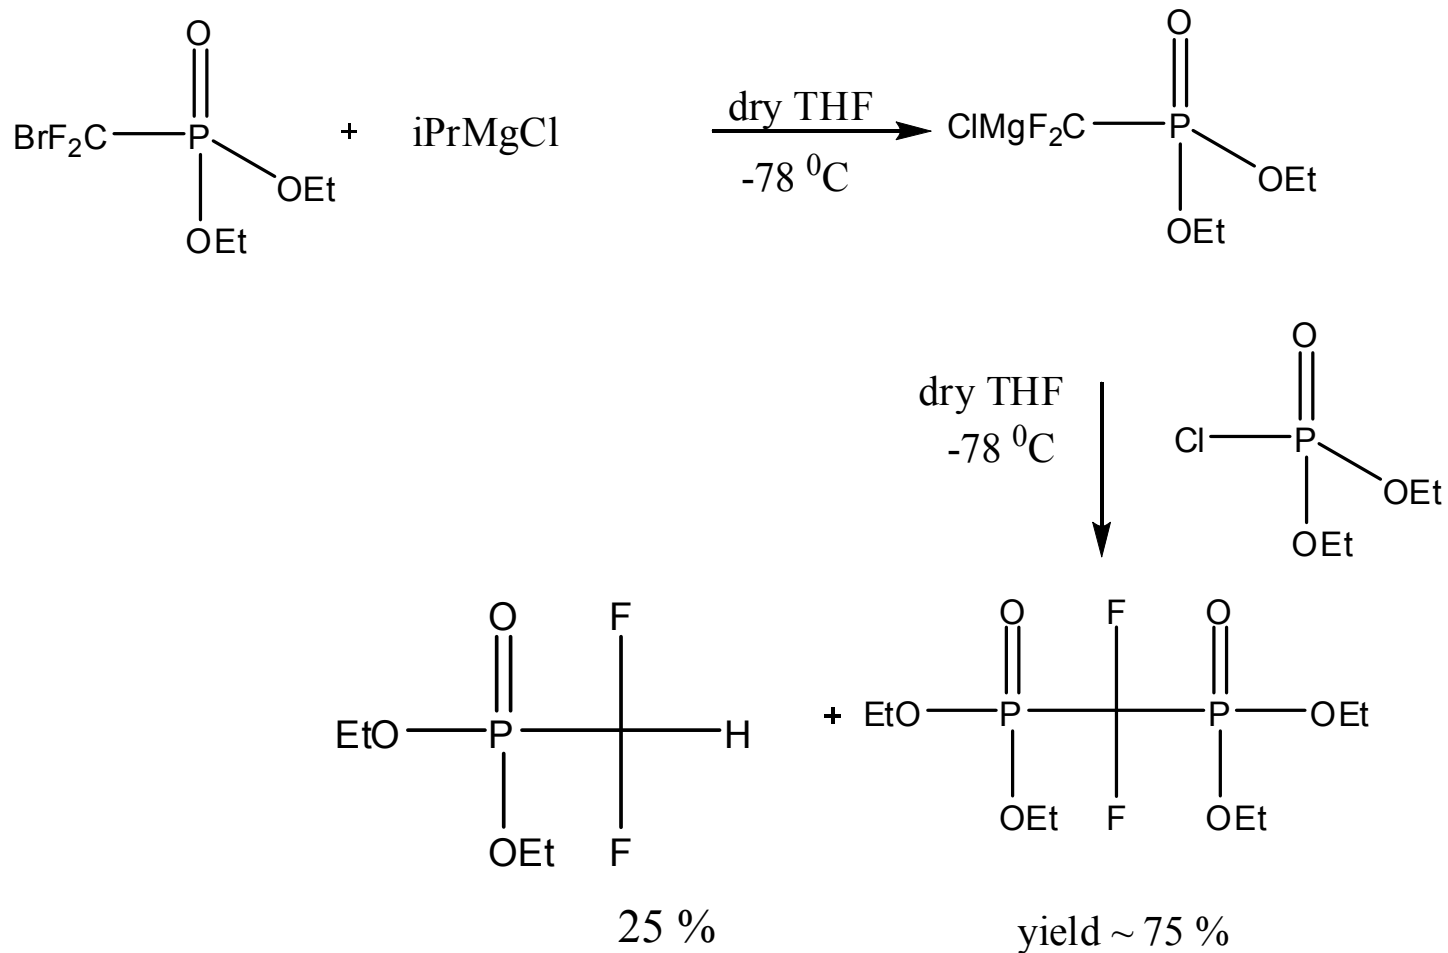 O
BrF2C P + iPrMgCl
OEt
OEt
dry THF
-78 0C
O
ClMgF2C P
OEt
OEt
dry THF
-78 0C
O
Cl P
OEt
OEt
O F
EtO P H
OEt F
+
O F O
EtO P P OEt
OEt F OEt
25 %
yield ~ 75 %